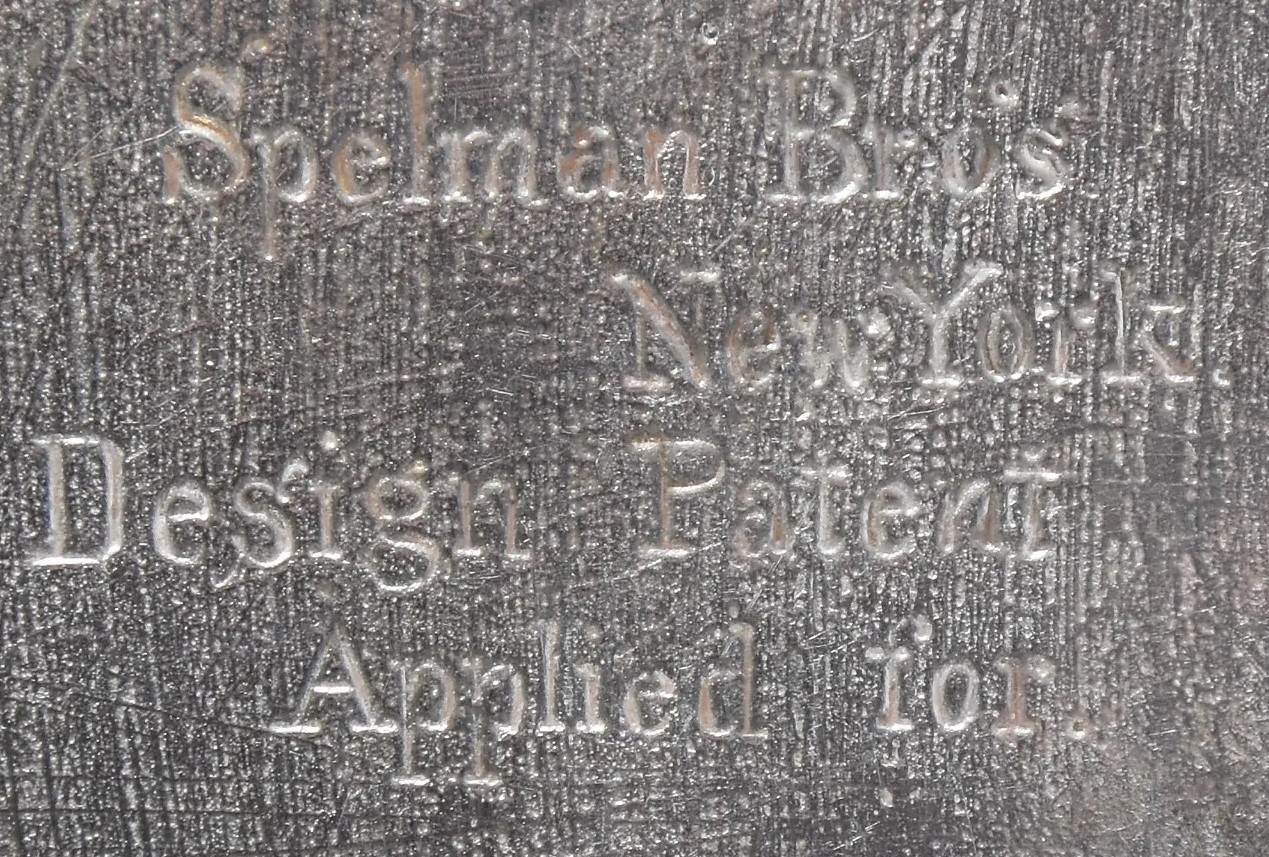 Spelman Bros
New York.
Design Patent
Applied for.